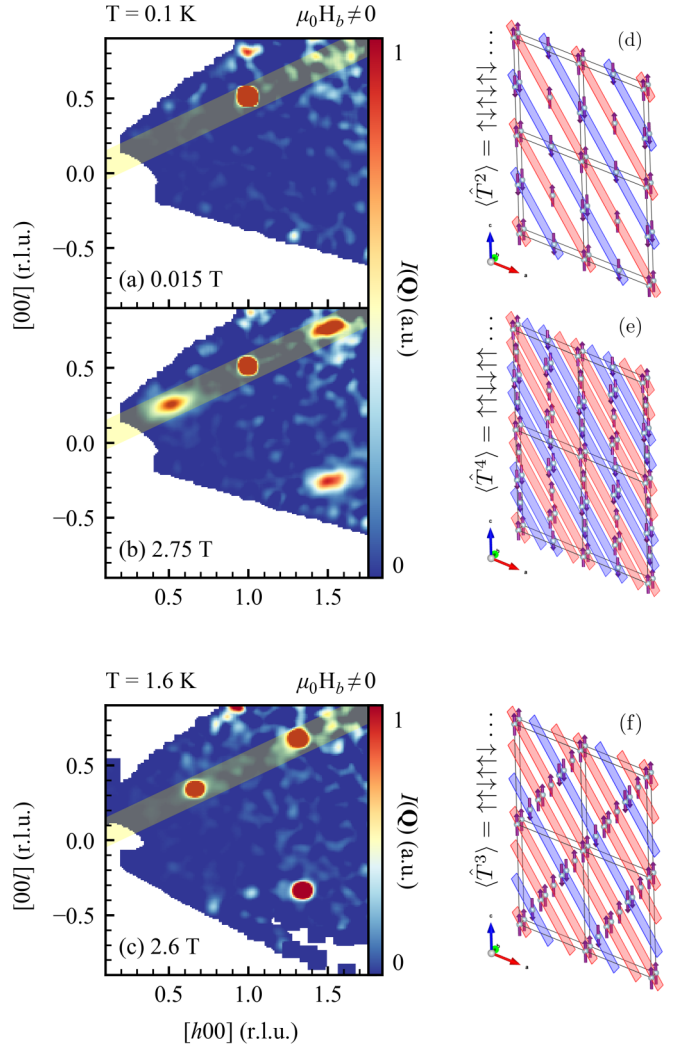 T = 0.1 K
μ₀H_b ≠ 0
1
0.5
0.0
−0.5
[00l] (r.l.u.)
(a) 0.015 T
I(Q) (a.u.)
0.5
0.0
−0.5
(b) 2.75 T
0
0.5
1.0
1.5
(d)
⟨T̂²⟩ = ↑↓↑↓↑↓ ...
c
b
a
(e)
⟨T̂⁴⟩ = ↑↑↓↓↑↑ ...
c
b
a
T = 1.6 K
μ₀H_b ≠ 0
1
0.5
0.0
−0.5
[00l] (r.l.u.)
(c) 2.6 T
I(Q) (a.u.)
0
0.5
1.0
1.5
[h00] (r.l.u.)
(f)
⟨T̂³⟩ = ↑↑↓↑↑↓ ...
c
b
a